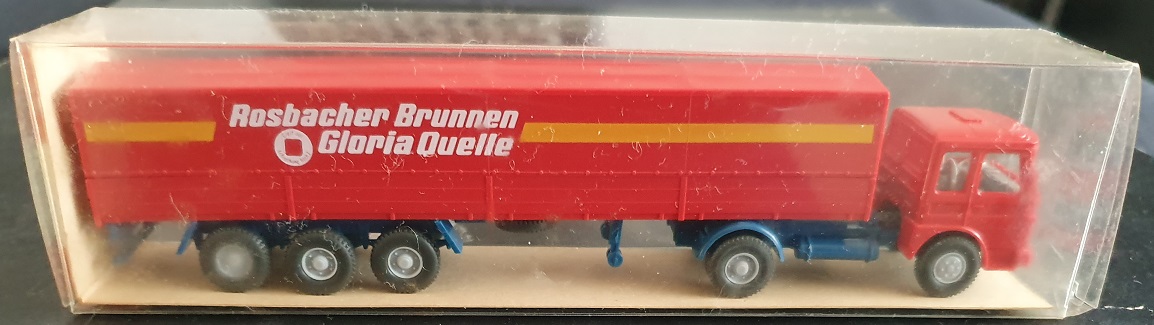 Rosbacher Brunnen
Gloria Quelle